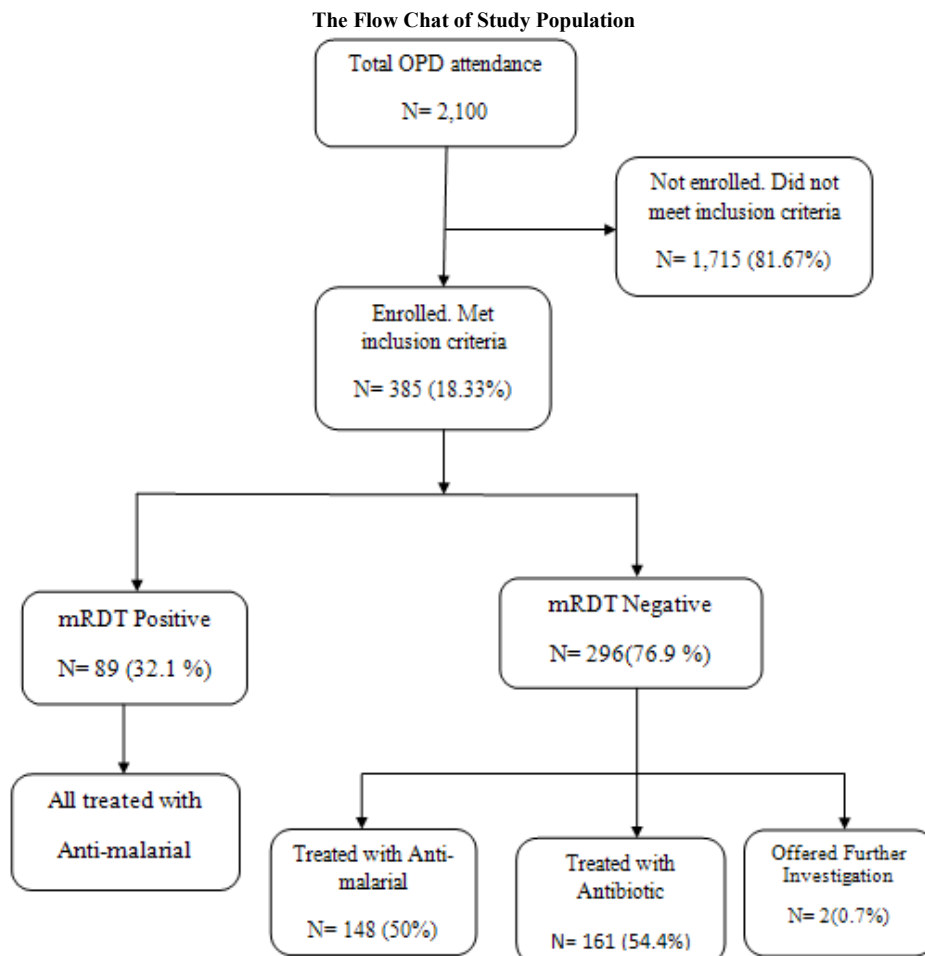 The Flow Chat of Study Population
Total OPD attendance
N= 2,100
Not enrolled. Did not
meet inclusion criteria
N= 1,715 (81.67%)
Enrolled. Met
inclusion criteria
N= 385 (18.33%)
mRDT Positive
N= 89 (32.1 %)
mRDT Negative
N= 296(76.9 %)
All treated with
Anti-malarial
Treated with Anti-
malarial
N= 148 (50%)
Treated with
Antibiotic
N= 161 (54.4%)
Offered Further
Investigation
N= 2(0.7%)